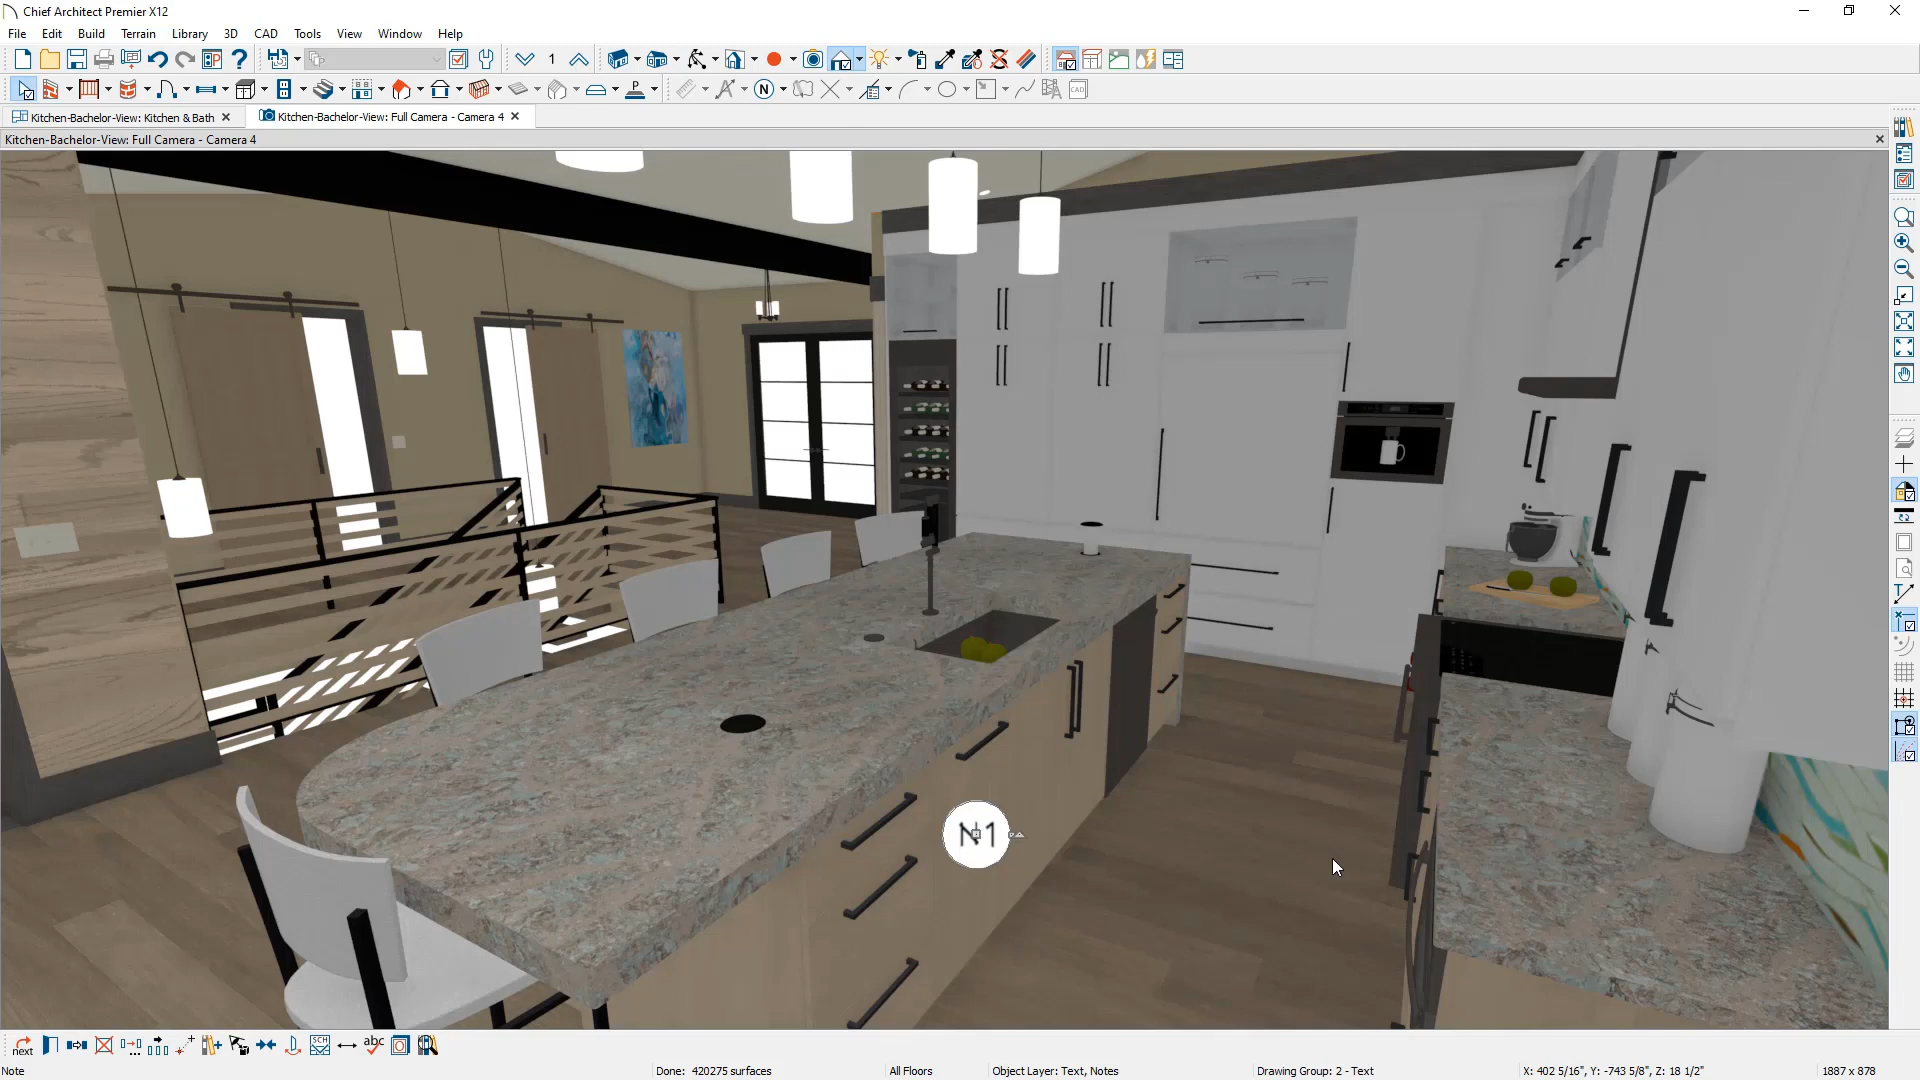 Chief Architect Premier X12
File Edit Build Terrain Library 3D CAD Tools View Window Help
1
N
CAD
Kitchen-Bachelor-View: Kitchen & Bath
Kitchen-Bachelor-View: Full Camera - Camera 4
Kitchen-Bachelor-View: Full Camera - Camera 4
N1
next
SCH
abc
Note
Done: 420275 surfaces
All Floors
Object Layer: Text, Notes
Drawing Group: 2 - Text
X: 402 5/16", Y: -743 5/8", Z: 18 1/2"
1887 x 878